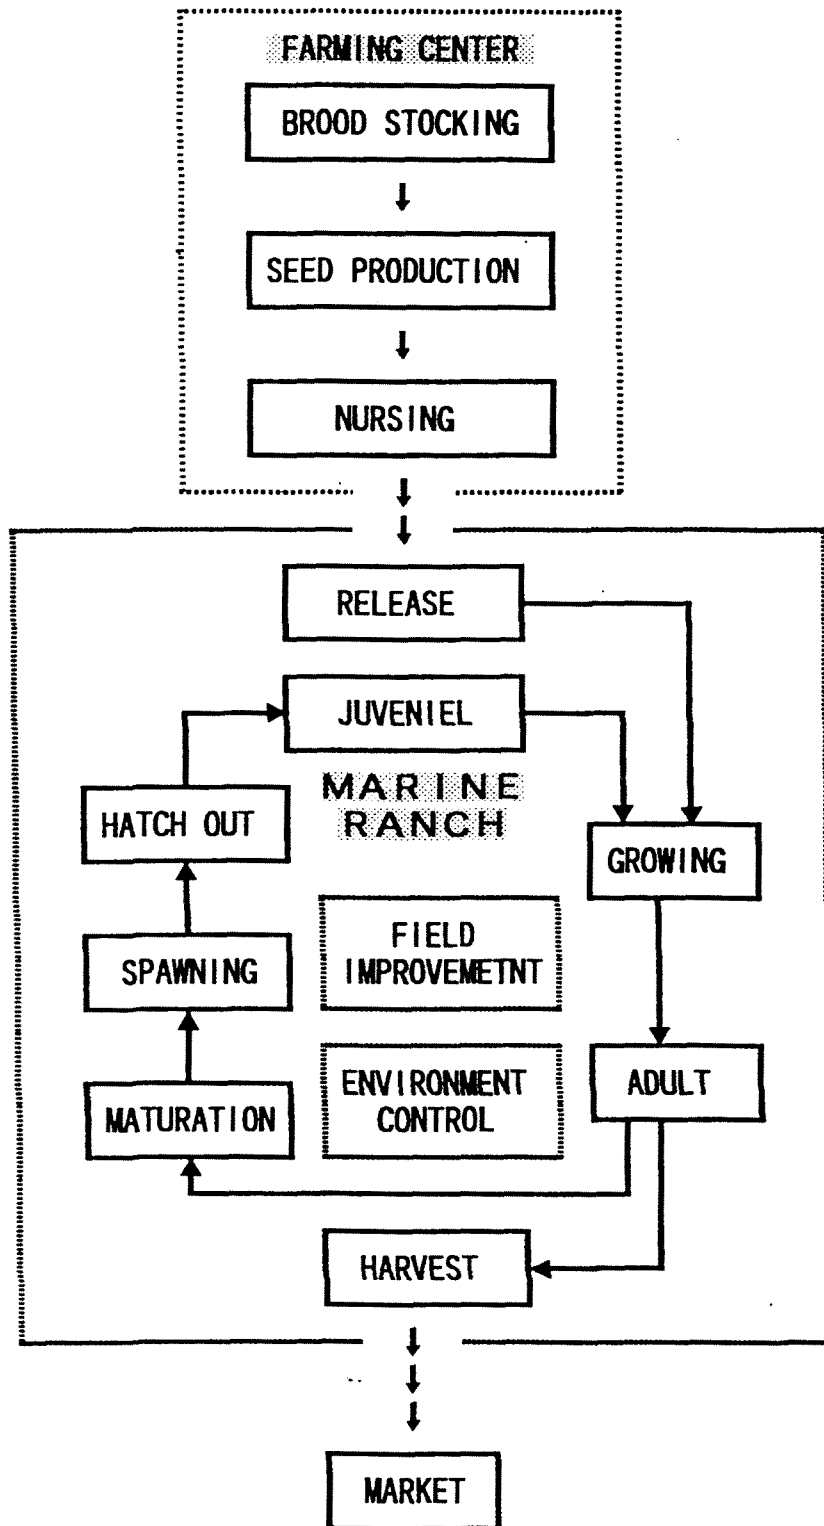 FARMING CENTER
BROOD STOCKING
SEED PRODUCTION
NURSING
RELEASE
JUVENIEL
MARINE
RANCH
HATCH OUT
GROWING
FIELD
IMPROVEMETNT
SPAWNING
ENVIRONMENT
CONTROL
ADULT
MATURATION
HARVEST
MARKET